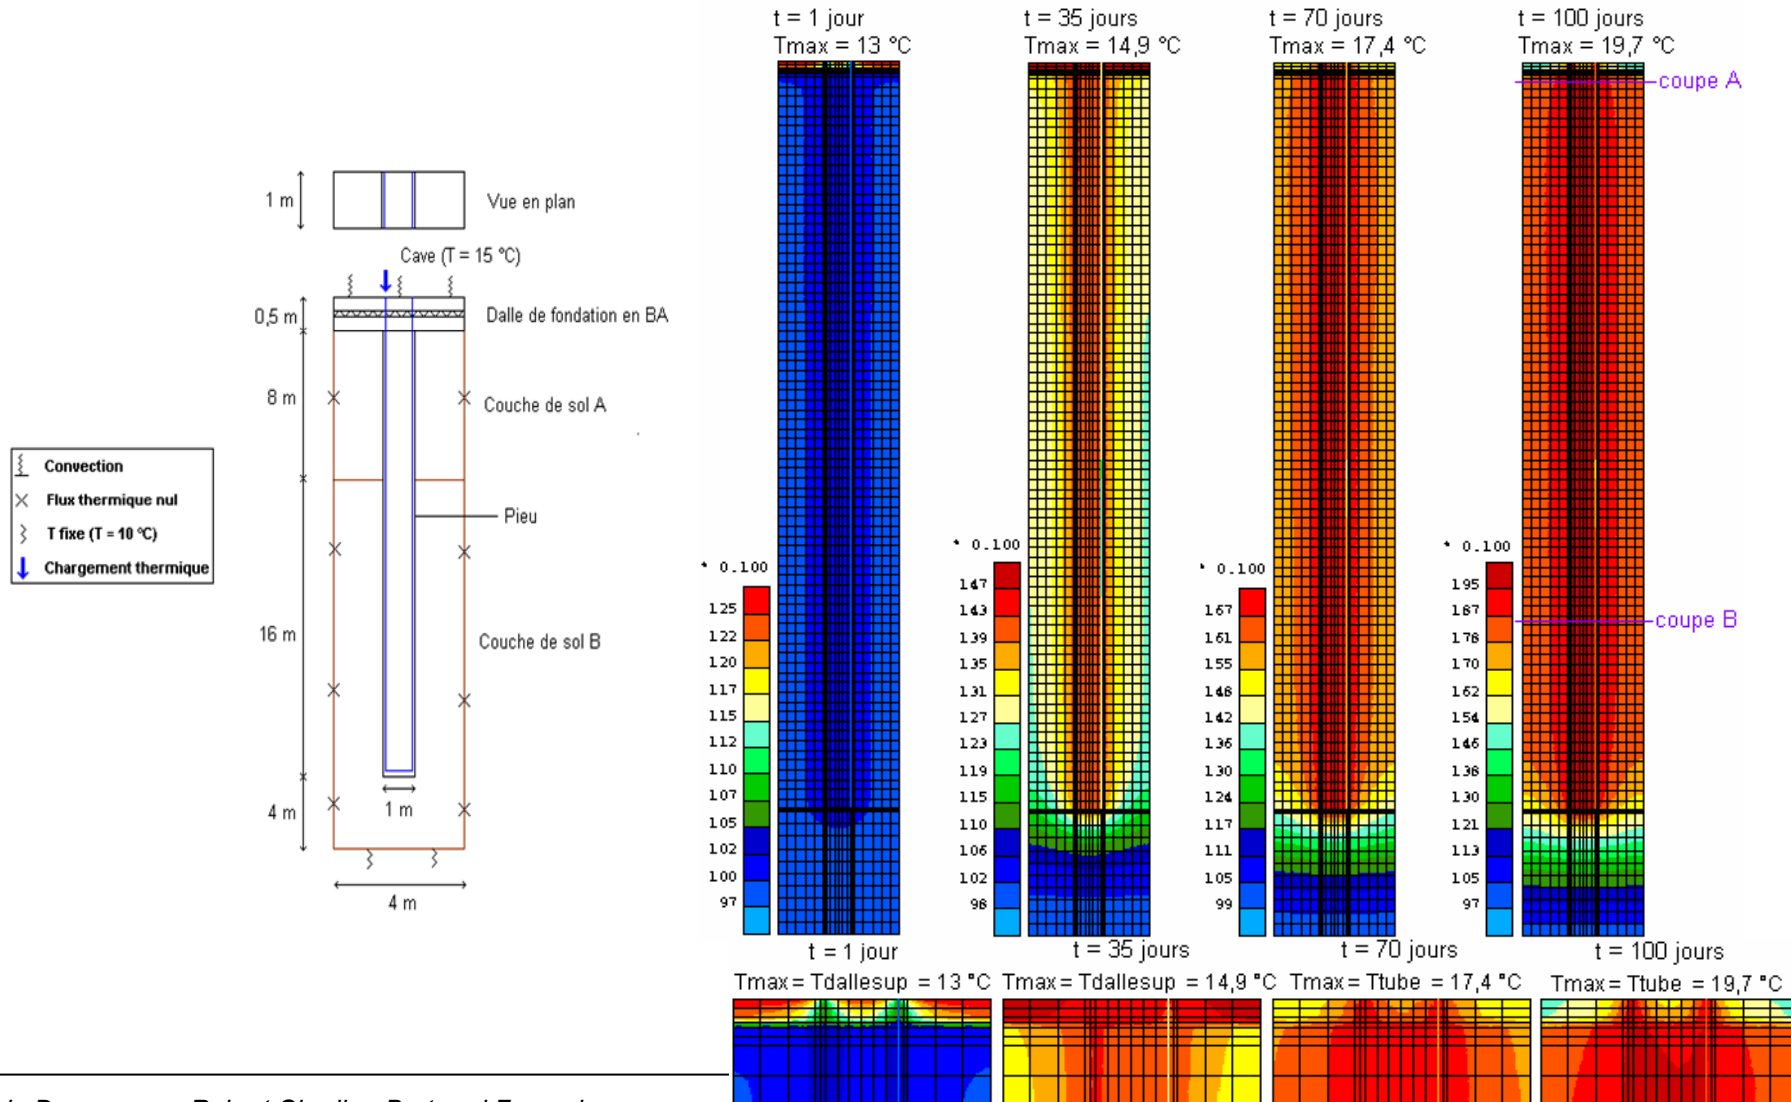 1 m
Vue en plan
Cave (T = 15 °C)
0,5 m
Dalle de fondation en BA
8 m
Couche de sol A
Convection
Flux thermique nul
T fixe (T = 10 °C)
Chargement thermique
Pieu
16 m
Couche de sol B
1 m
4 m
4 m
t = 1 jour
Tmax = 13 °C
* 0.100
125
122
120
117
115
112
110
107
105
102
100
97
t = 35 jours
Tmax = 14,9 °C
* 0.100
147
143
139
135
131
127
123
119
115
110
106
102
98
t = 70 jours
Tmax = 17,4 °C
* 0.100
167
161
155
148
142
136
130
124
117
111
105
99
t = 100 jours
Tmax = 19,7 °C
coupe A
* 0.100
195
187
178
170
162
154
146
138
130
121
113
105
97
coupe B
t = 1 jour
Tmax = Tdallesup = 13 °C
t = 35 jours
Tmax = Tdallesup = 14,9 °C
t = 70 jours
Tmax = Ttube = 17,4 °C
t = 100 jours
Tmax = Ttube = 19,7 °C